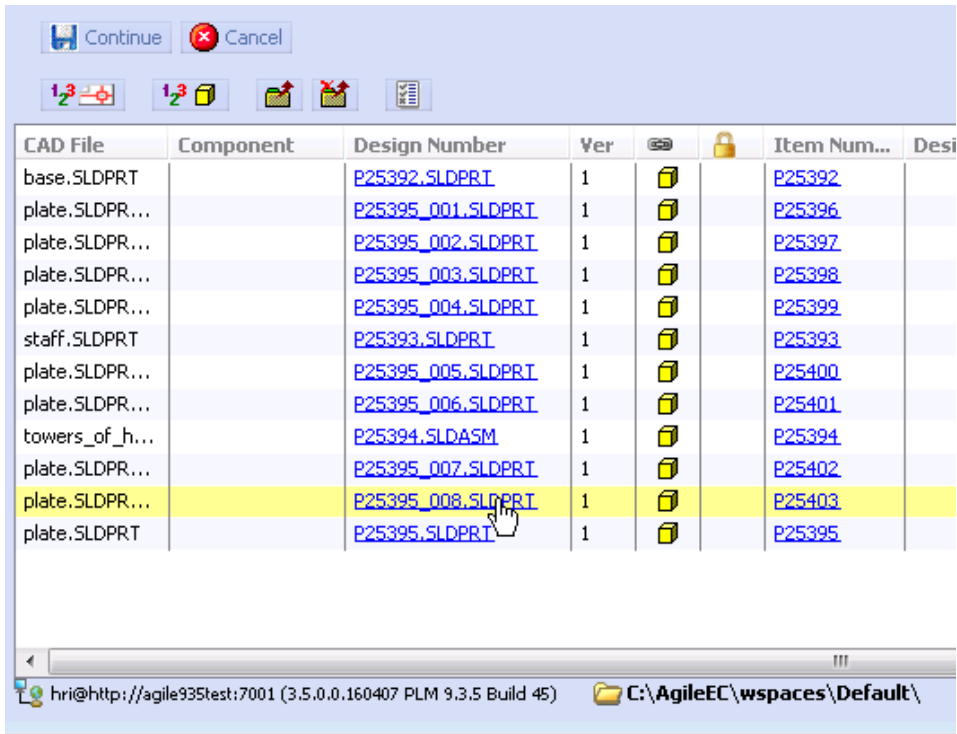 Continue Cancel
CAD File Component Design Number Ver Item Num... Desi
base.SLDPRT P25392.SLDPRT 1 P25392
plate.SLDPR... P25395_001.SLDPRT 1 P25396
plate.SLDPR... P25395_002.SLDPRT 1 P25397
plate.SLDPR... P25395_003.SLDPRT 1 P25398
plate.SLDPR... P25395_004.SLDPRT 1 P25399
staff.SLDPRT P25393.SLDPRT 1 P25393
plate.SLDPR... P25395_005.SLDPRT 1 P25400
plate.SLDPR... P25395_006.SLDPRT 1 P25401
towers_of_h... P25394.SLDASM 1 P25394
plate.SLDPR... P25395_007.SLDPRT 1 P25402
plate.SLDPR... P25395_008.SLDPRT 1 P25403
plate.SLDPRT P25395.SLDPRT 1 P25395
hri@http://agile935test:7001 (3.5.0.0.160407 PLM 9.3.5 Build 45) C:\AgileEC\wspaces\Default\